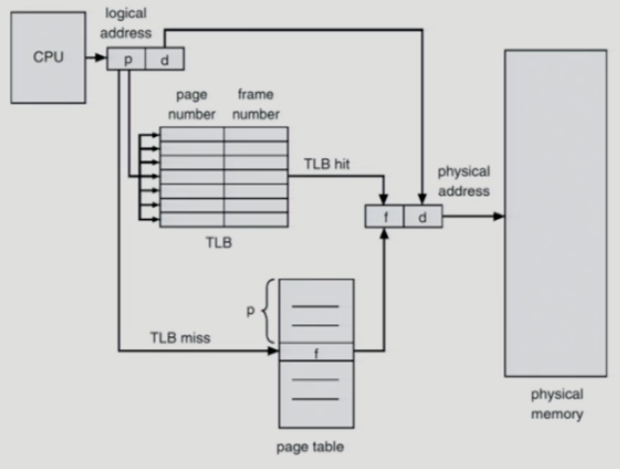 logical
address
CPU
p d
page frame
number number
TLB hit
physical
address
f d
TLB
p
TLB miss
f
physical
memory
page table